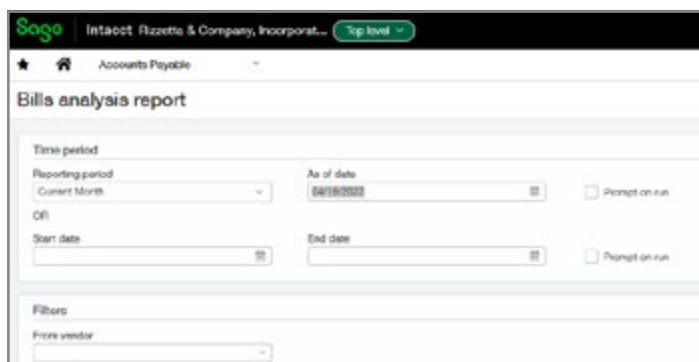 Sage Intacct Rizzetta & Company, Incorporat... Top level
Accounts Payable
Bills analysis report
Time period
Reporting period As of date
Current Month 04/19/2022 Prompt on run
OR
Start date End date
Prompt on run
Filters
From vendor